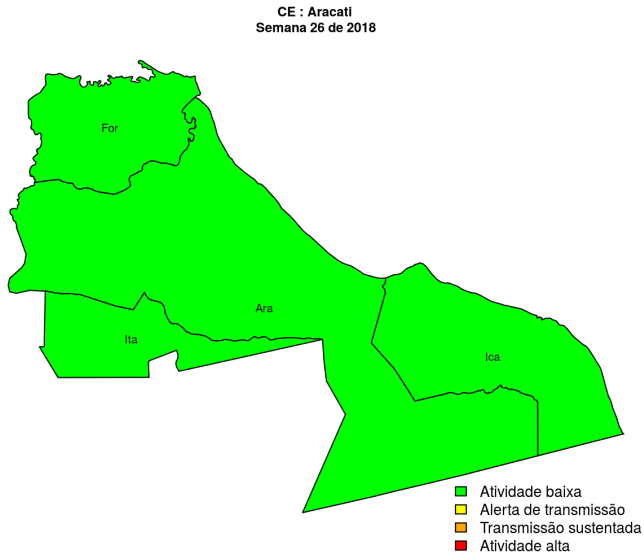 CE : Aracati
Semana 26 de 2018
For
Ara
Ita
Ica
Atividade baixa
Alerta de transmissão
Transmissão sustentada
Atividade alta